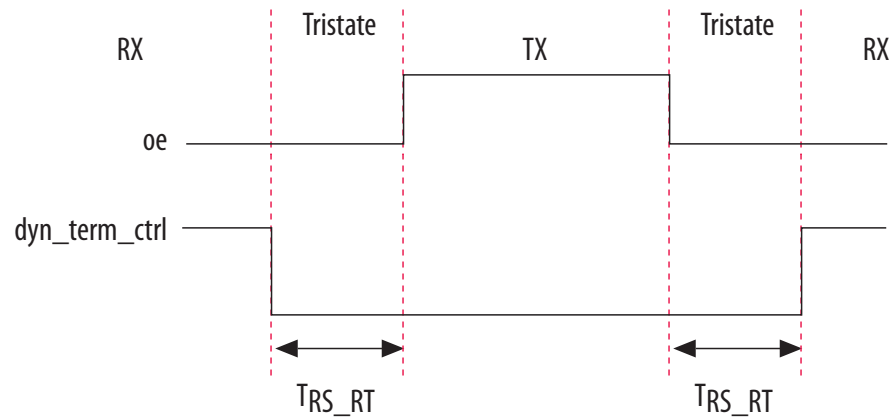 Tristate
Tristate
RX
TX
RX
oe
dyn_term_ctrl
TRS_RT
TRS_RT